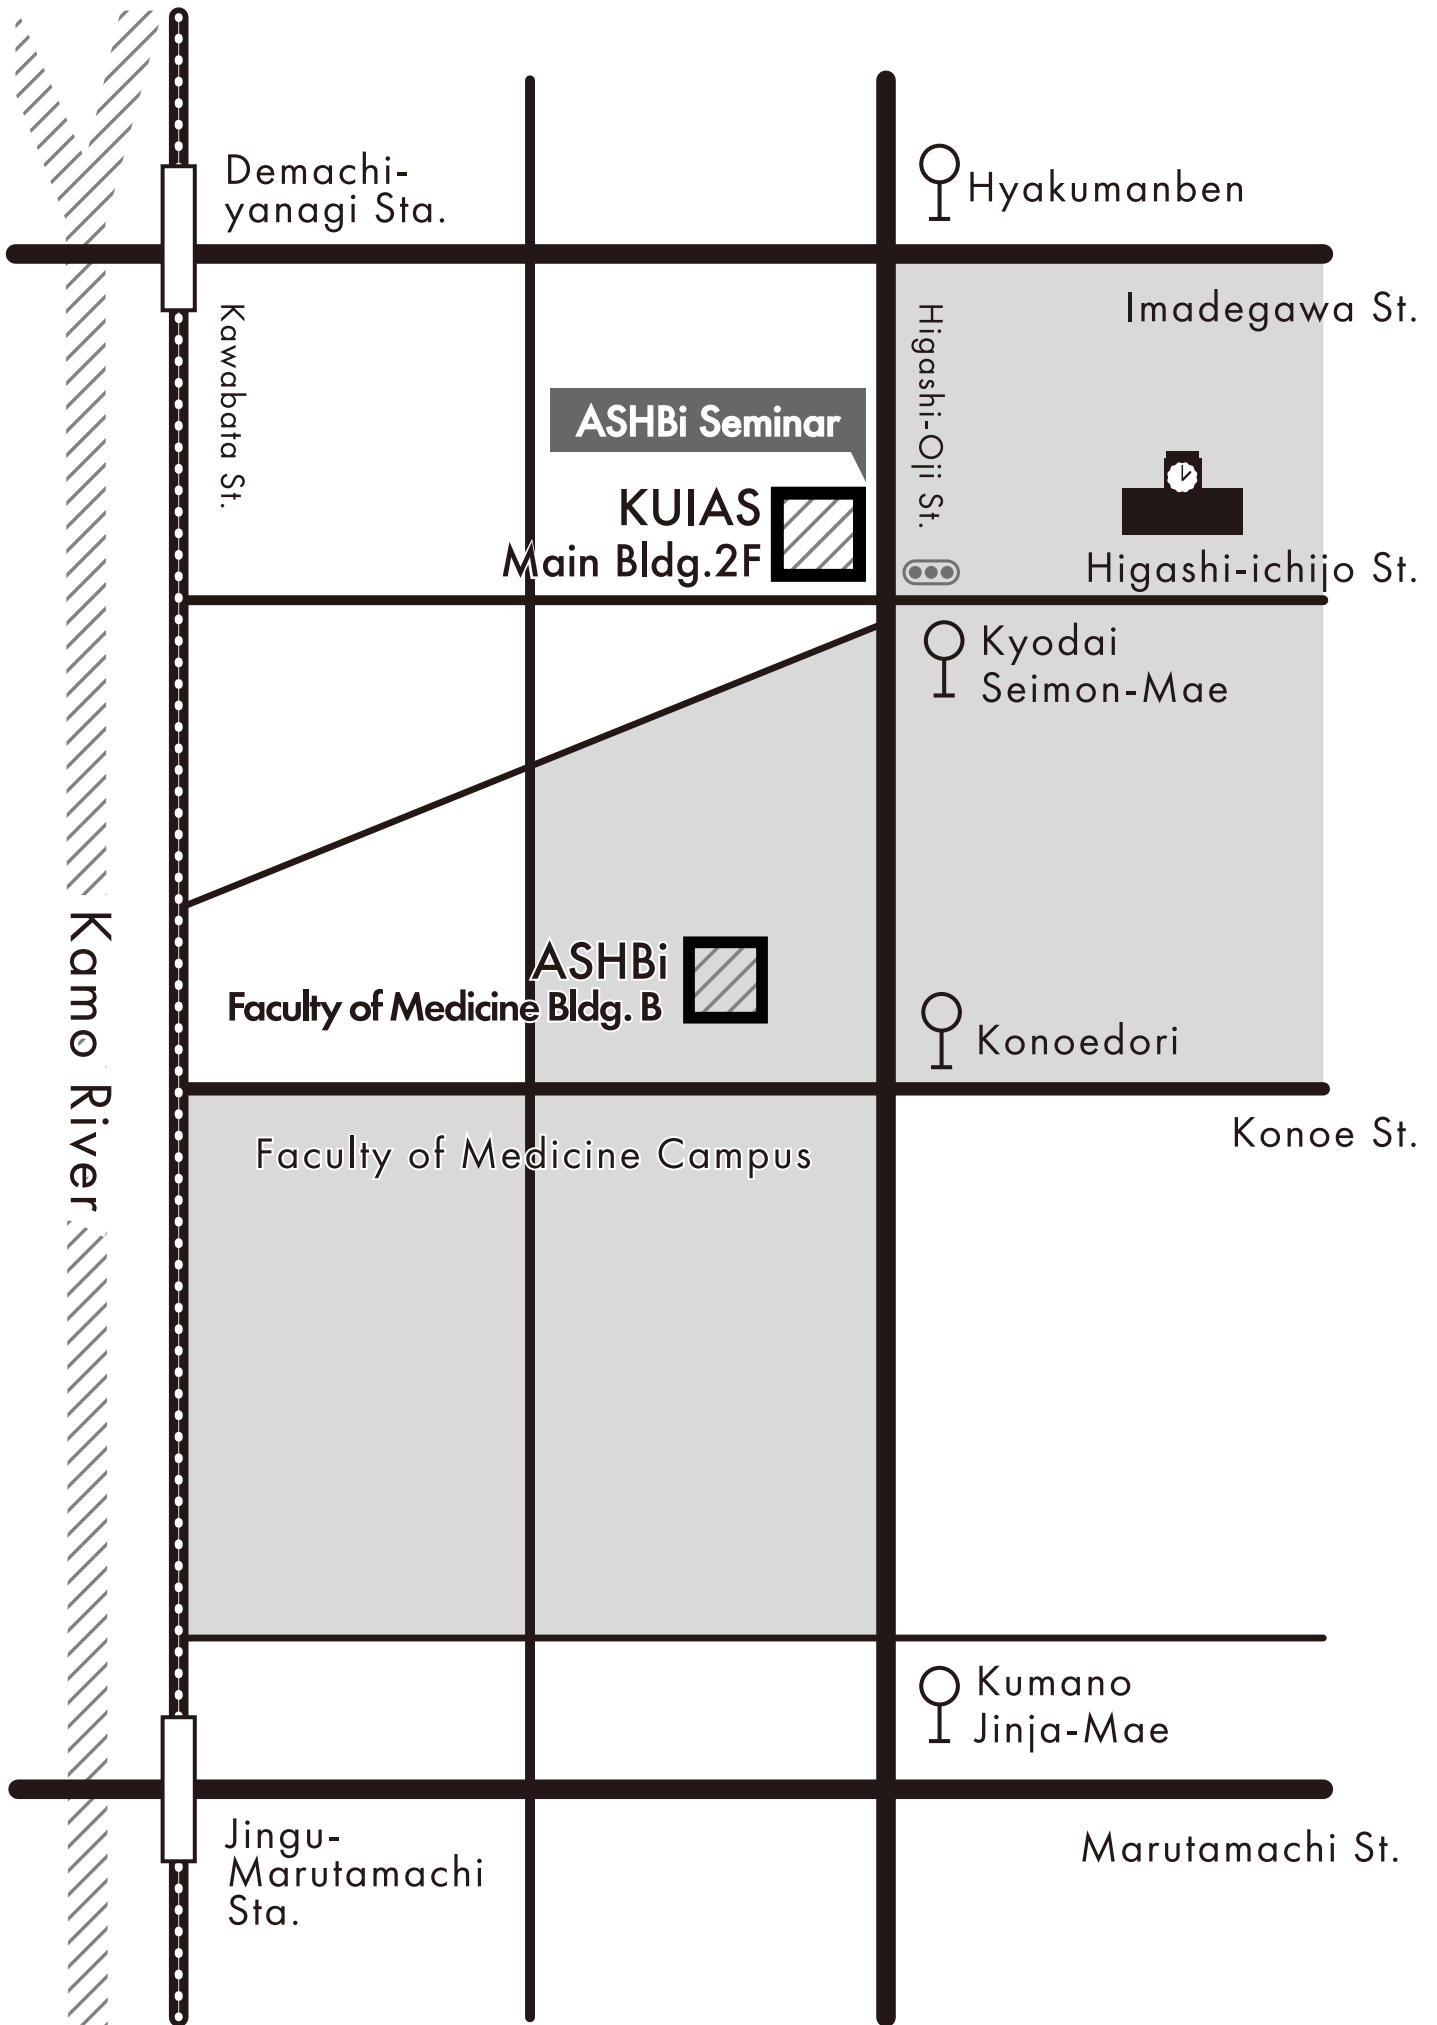 Demachi-
yanagi Sta.
Hyakumanben
Imadegawa St.
Kawabata St.
Higashi-Oji St.
ASHBi Seminar
KUIAS
Main Bldg.2F
Higashi-ichijo St.
Kyodai
Seimon-Mae
Kamo River
ASHBi
Faculty of Medicine Bldg. B
Konoedori
Konoe St.
Faculty of Medicine Campus
Kumano
Jinja-Mae
Jingu-
Marutamachi
Sta.
Marutamachi St.